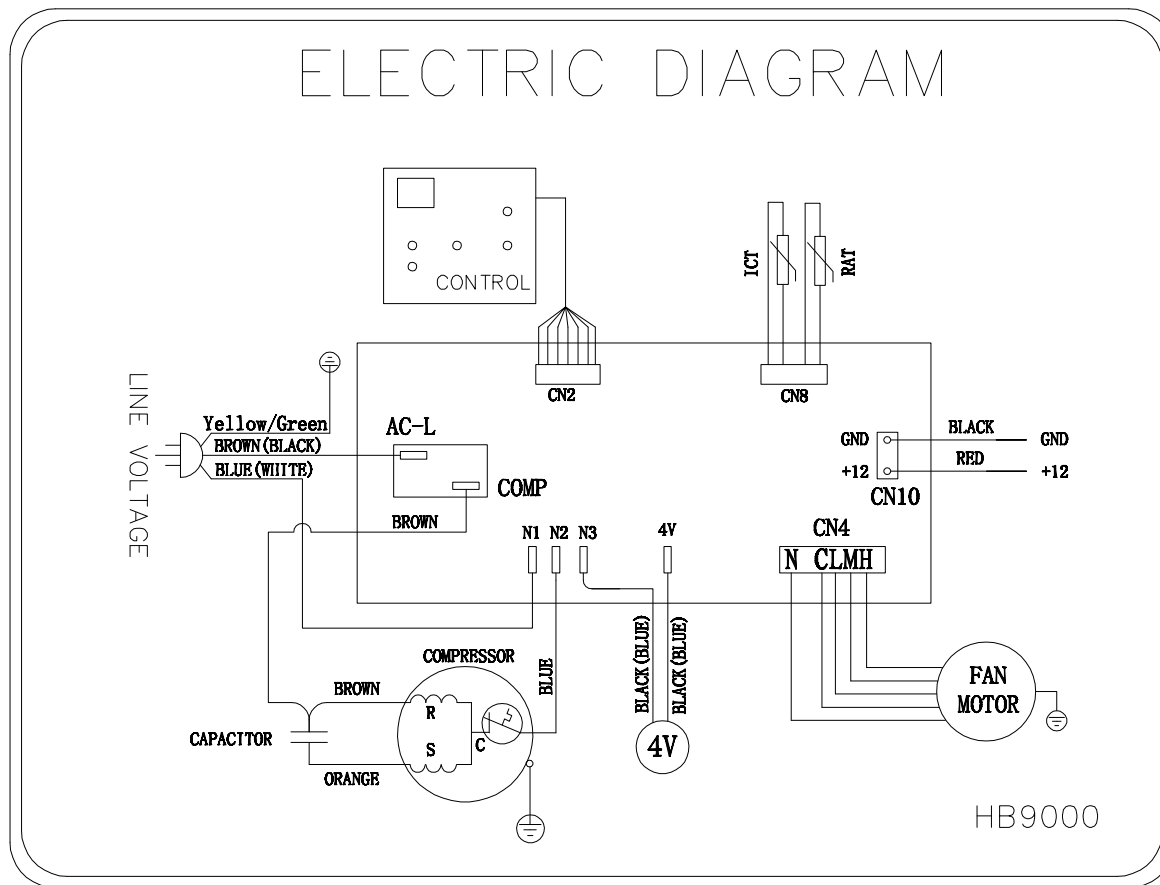 ELECTRIC DIAGRAM
CONTROL
ICT
RAT
CN2
CN8
LINE VOLTAGE
Yellow/Green
BROWN(BLACK)
BLUE(WHITE)
AC-L
COMP
BROWN
GND
BLACK
GND
+12
RED
+12
CN10
N1
N2
N3
4V
CN4
N CLMH
COMPRESSOR
BLUE
BLACK(BLUE)
BLACK(BLUE)
BROWN
R
S
C
CAPACITOR
ORANGE
4V
FAN
MOTOR
HB9000